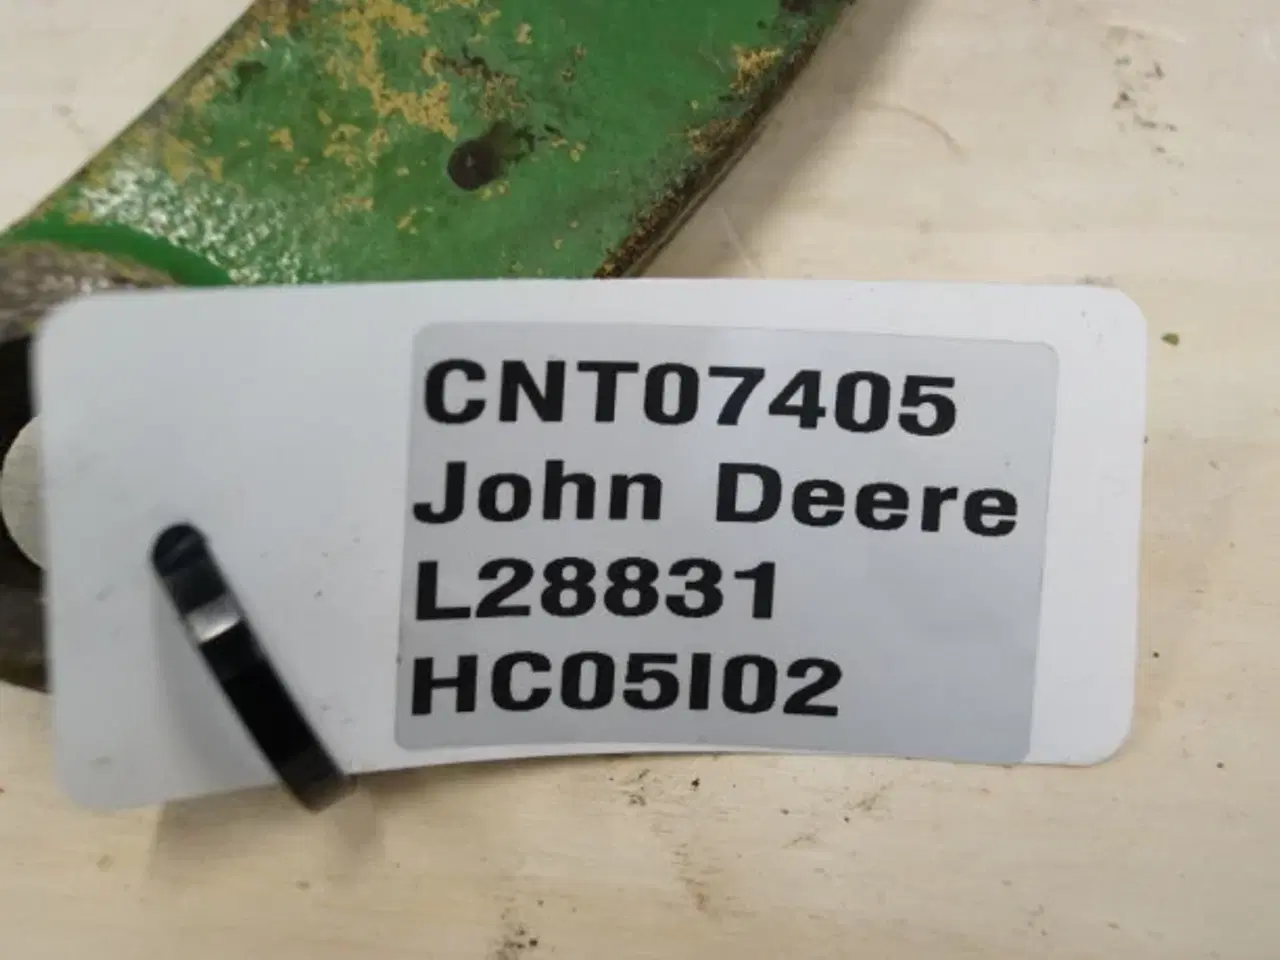 CNT07405
John Deere
L28831
HC05I02